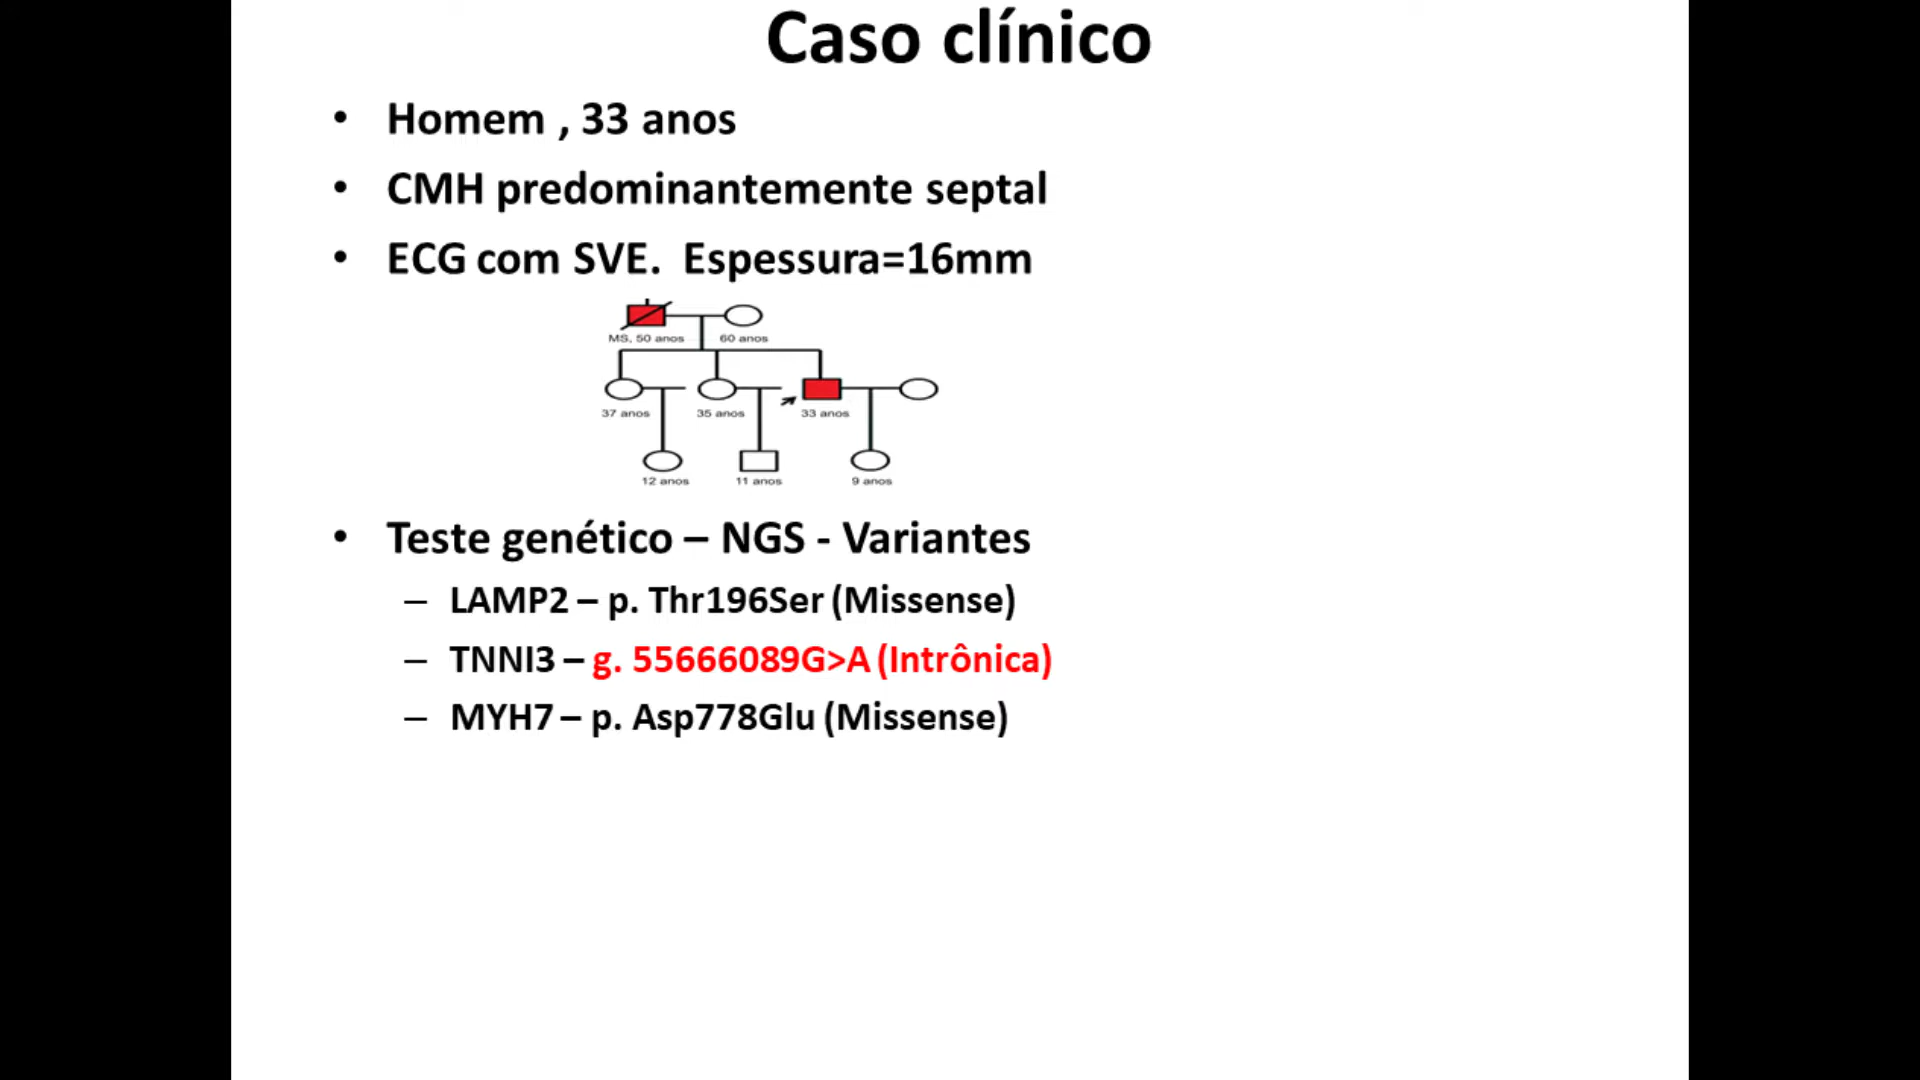 Caso clínico
• Homem , 33 anos
• CMH predominantemente septal
• ECG com SVE. Espessura=16mm
MS, 50 anos 60 anos
37 anos 35 anos 33 anos
12 anos 11 anos 9 anos
• Teste genético – NGS - Variantes
– LAMP2 – p. Thr196Ser (Missense)
– TNNI3 – g. 55666089G>A (Intrônica)
– MYH7 – p. Asp778Glu (Missense)